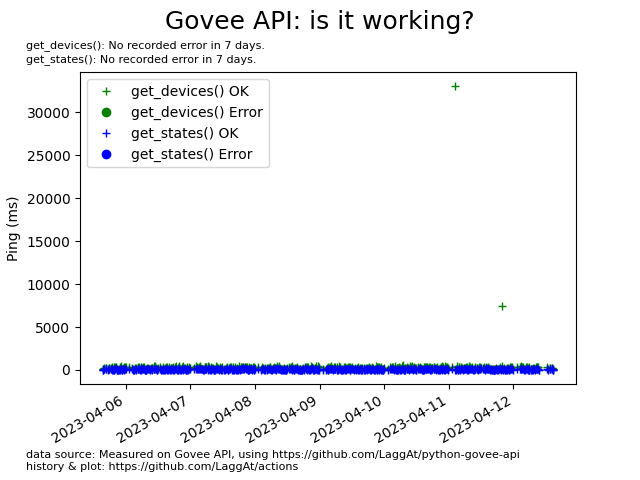 Govee API: is it working?
get_devices(): No recorded error in 7 days.
get_states(): No recorded error in 7 days.
get_devices() OK
get_devices() Error
get_states() OK
get_states() Error
Ping (ms)
30000
25000
20000
15000
10000
5000
0
2023-04-06
2023-04-07
2023-04-08
2023-04-09
2023-04-10
2023-04-11
2023-04-12
data source: Measured on Govee API, using https://github.com/LaggAt/python-govee-api
history & plot: https://github.com/LaggAt/actions